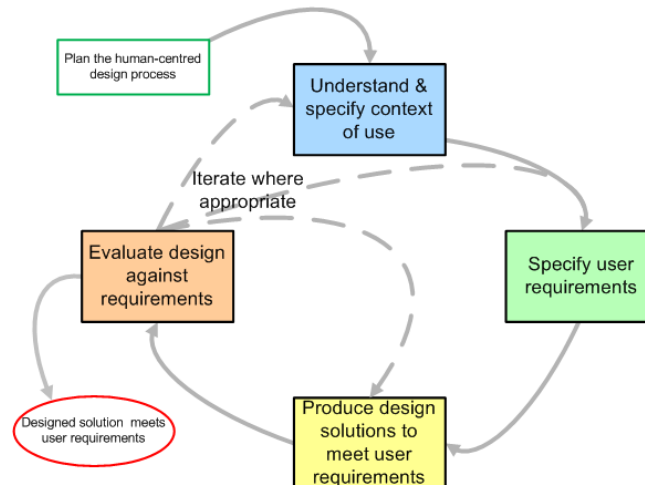 Plan the human-centred
design process
Understand &
specify context
of use
Iterate where
appropriate
Evaluate design
against
requirements
Specify user
requirements
Designed solution meets
user requirements
Produce design
solutions to
meet user
requirements